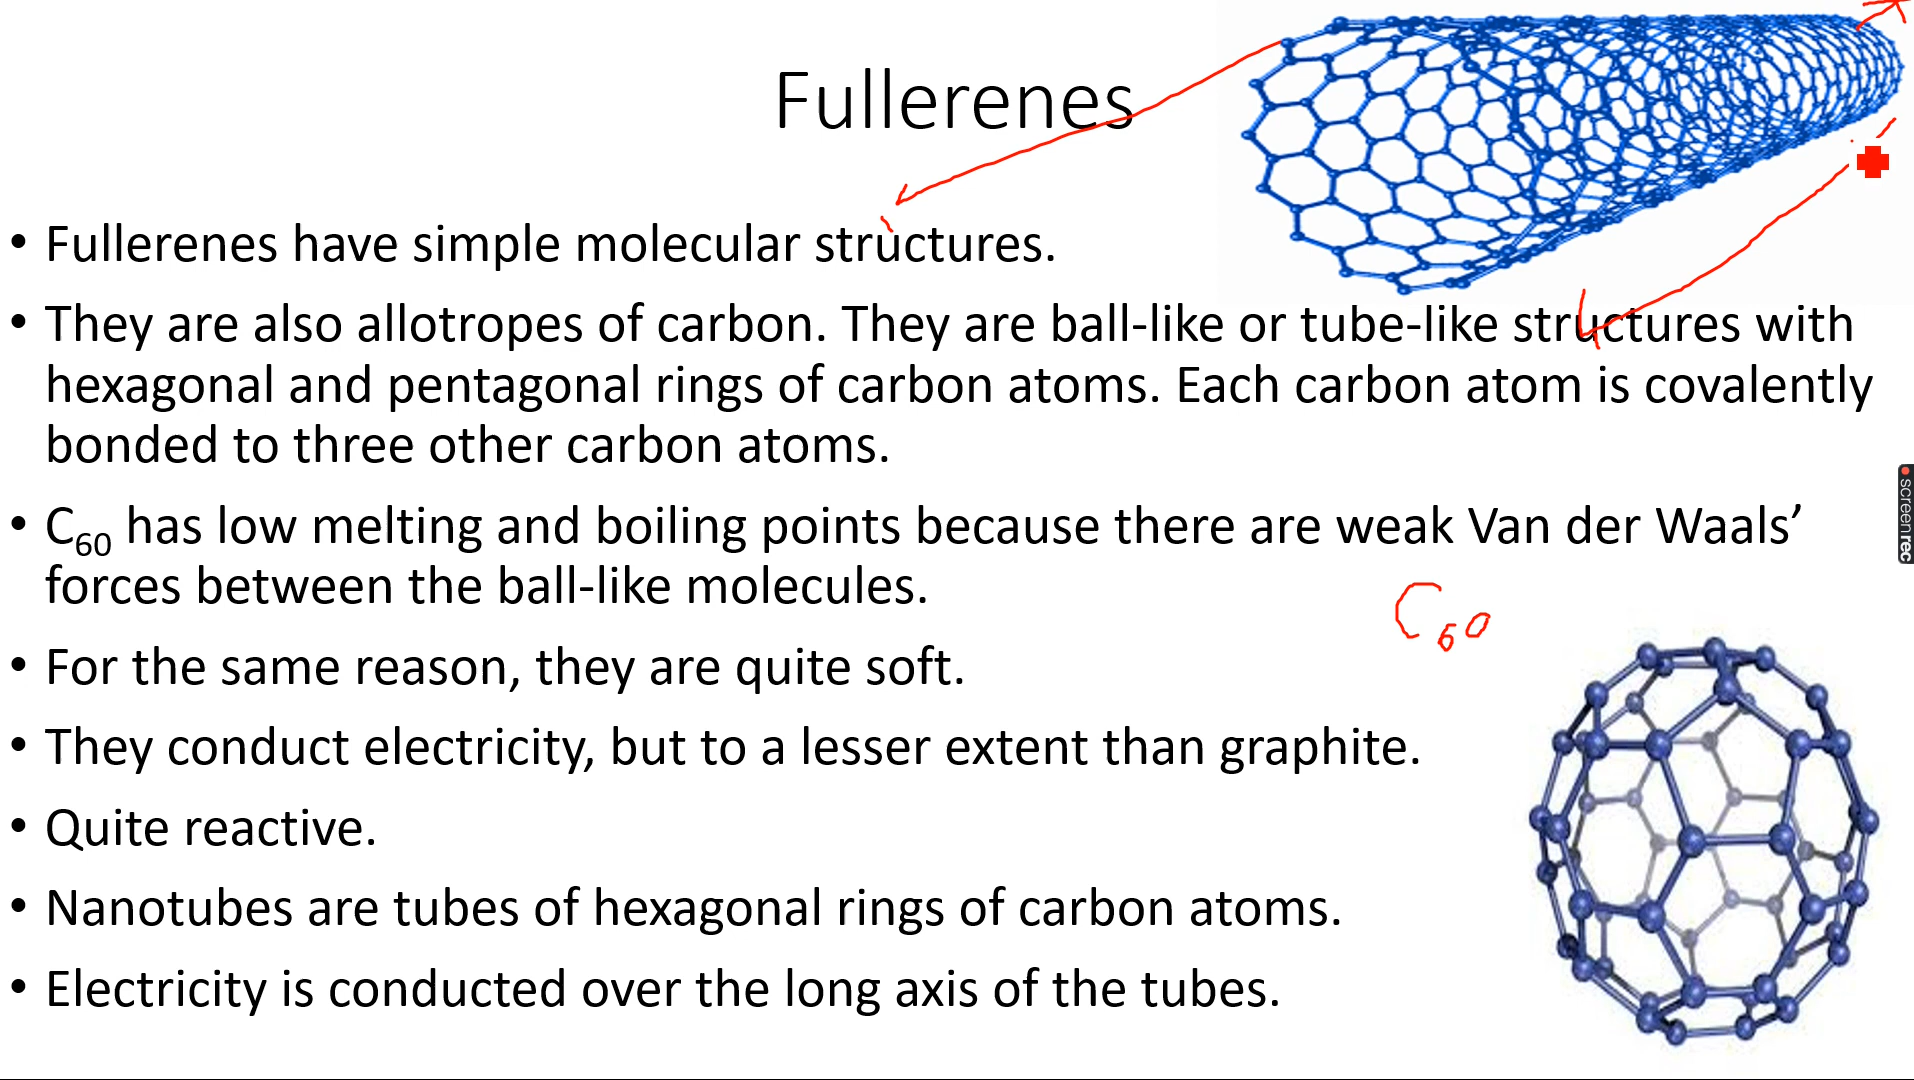 Fullerenes
• Fullerenes have simple molecular structures.
• They are also allotropes of carbon. They are ball-like or tube-like structures with
hexagonal and pentagonal rings of carbon atoms. Each carbon atom is covalently
bonded to three other carbon atoms.
• C₆₀ has low melting and boiling points because there are weak Van der Waals’
forces between the ball-like molecules.
C₆₀
• For the same reason, they are quite soft.
• They conduct electricity, but to a lesser extent than graphite.
• Quite reactive.
• Nanotubes are tubes of hexagonal rings of carbon atoms.
• Electricity is conducted over the long axis of the tubes.
screenrec